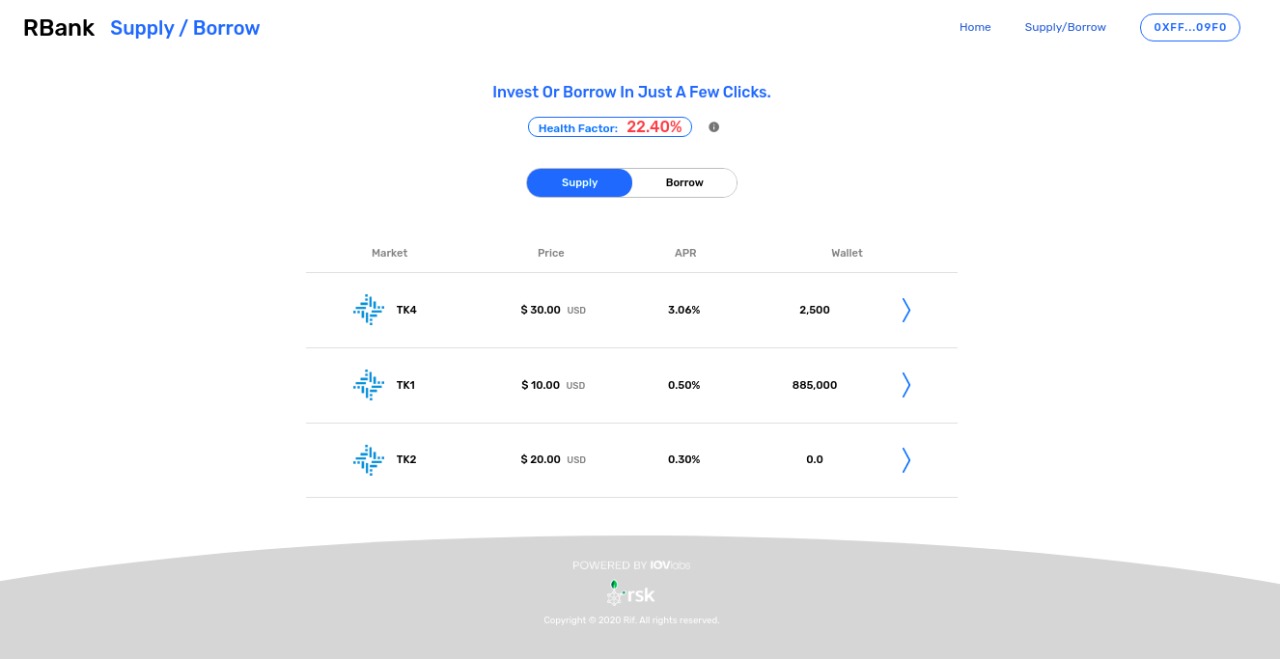 RBank Supply / Borrow Home Supply/Borrow 0XFF...09F0
Invest Or Borrow In Just A Few Clicks.
Health Factor: 22.40%
Supply Borrow
Market Price APR Wallet
TK4 $ 30.00 USD 3.06% 2,500
TK1 $ 10.00 USD 0.50% 885,000
TK2 $ 20.00 USD 0.30% 0.0
POWERED BY IOVlabs
rsk
Copyright © 2020 Rif. All rights reserved.